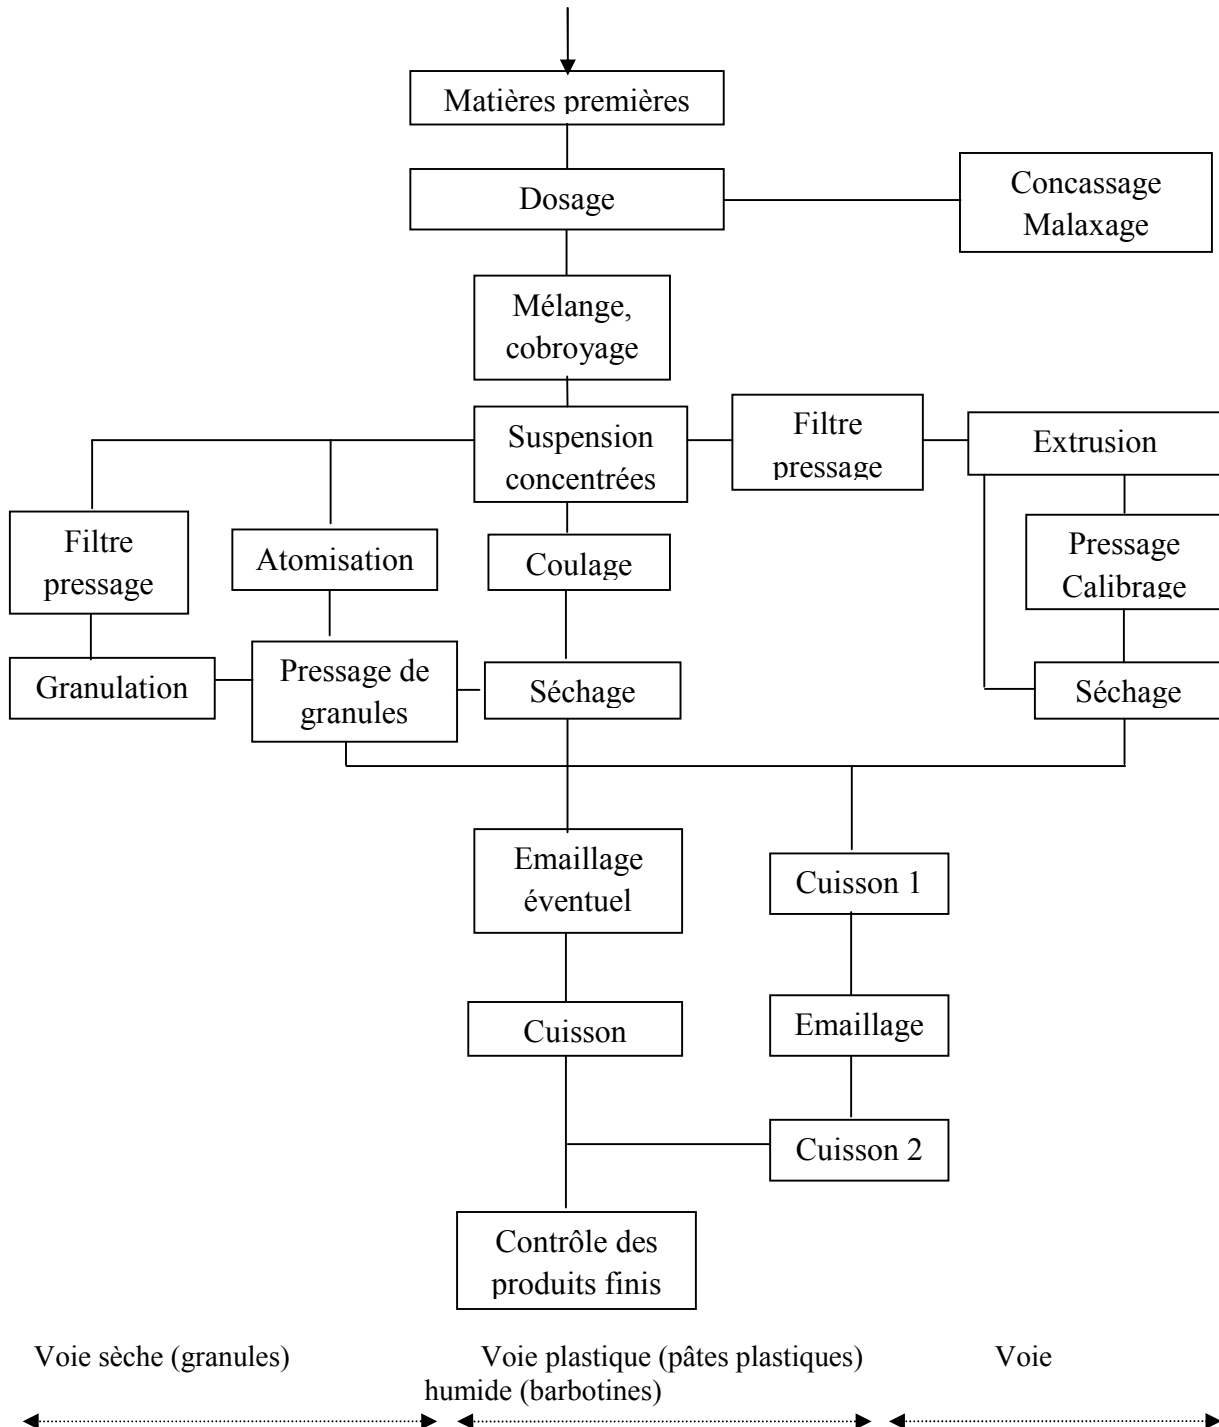 Matières premières
Dosage
Concassage
Malaxage
Mélange,
cobroyage
Suspension
concentrées
Filtre
pressage
Extrusion
Filtre
pressage
Atomisation
Coulage
Pressage
Calibrage
Granulation
Pressage de
granules
Séchage
Séchage
Emaillage
éventuel
Cuisson 1
Cuisson
Emaillage
Cuisson 2
Contrôle des
produits finis
Voie sèche (granules) Voie plastique (pâtes plastiques) Voie
humide (barbotines)